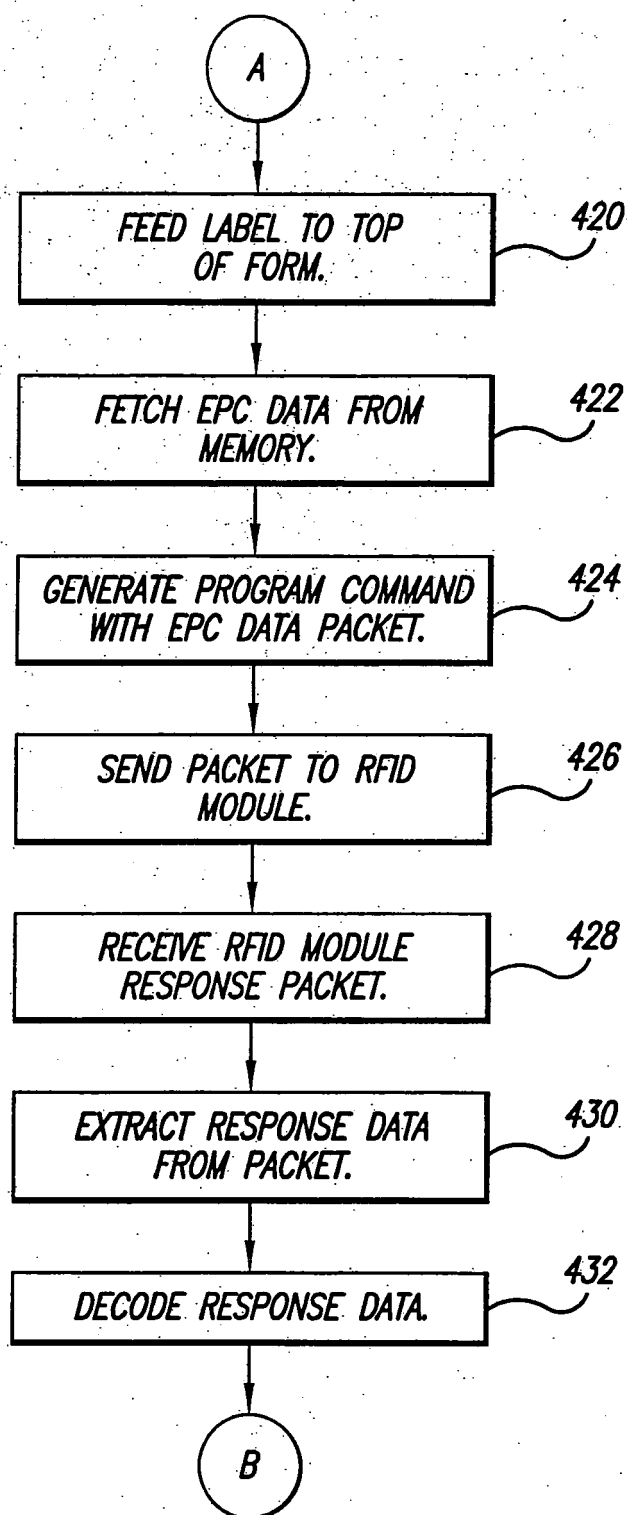 A
FEED LABEL TO TOP
OF FORM.
420
FETCH EPC DATA FROM
MEMORY.
422
GENERATE PROGRAM COMMAND
WITH EPC DATA PACKET.
424
SEND PACKET TO RFID
MODULE.
426
RECEIVE RFID MODULE
RESPONSE PACKET.
428
EXTRACT RESPONSE DATA
FROM PACKET.
430
DECODE RESPONSE DATA.
432
B